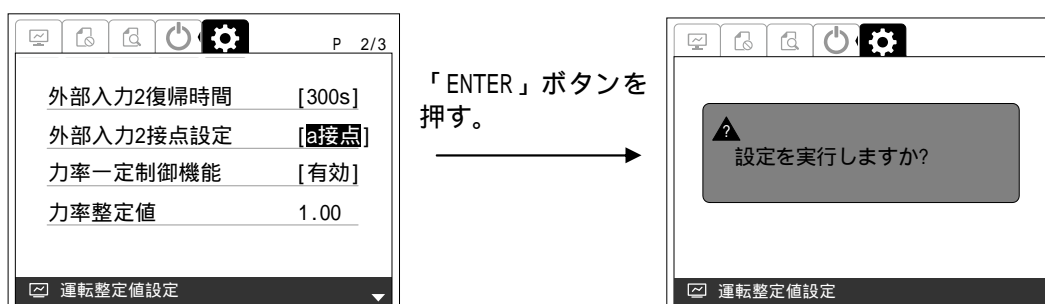 P 2/3
外部入力2復帰時間 [300s]
外部入力2接点設定 [a接点]
力率一定制御機能 [有効]
力率整定値 1.00
運転整定値設定
「ENTER」ボタンを
押す。
?
設定を実行しますか?
運転整定値設定